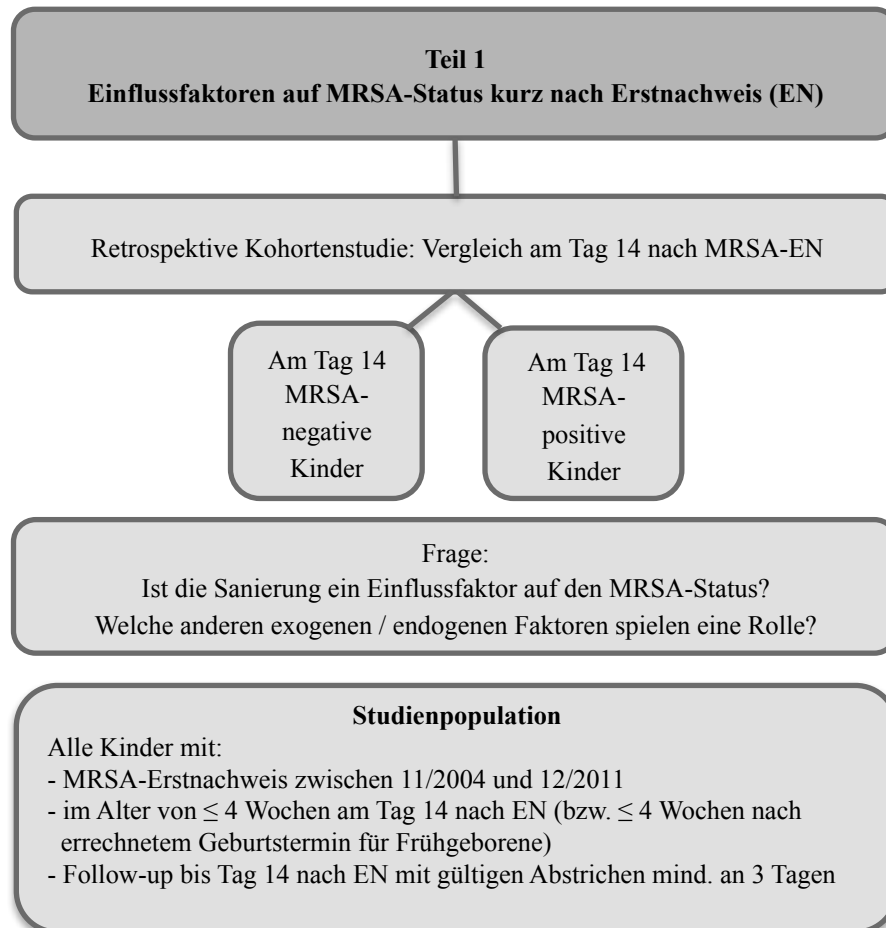 Teil 1
Einflussfaktoren auf MRSA-Status kurz nach Erstnachweis (EN)
Retrospektive Kohortenstudie: Vergleich am Tag 14 nach MRSA-EN
Am Tag 14
MRSA-
negative
Kinder
Am Tag 14
MRSA-
positive
Kinder
Frage:
Ist die Sanierung ein Einflussfaktor auf den MRSA-Status?
Welche anderen exogenen / endogenen Faktoren spielen eine Rolle?
Studienpopulation
Alle Kinder mit:
- MRSA-Erstnachweis zwischen 11/2004 und 12/2011
- im Alter von ≤ 4 Wochen am Tag 14 nach EN (bzw. ≤ 4 Wochen nach
errechnetem Geburtstermin für Frühgeborene)
- Follow-up bis Tag 14 nach EN mit gültigen Abstrichen mind. an 3 Tagen